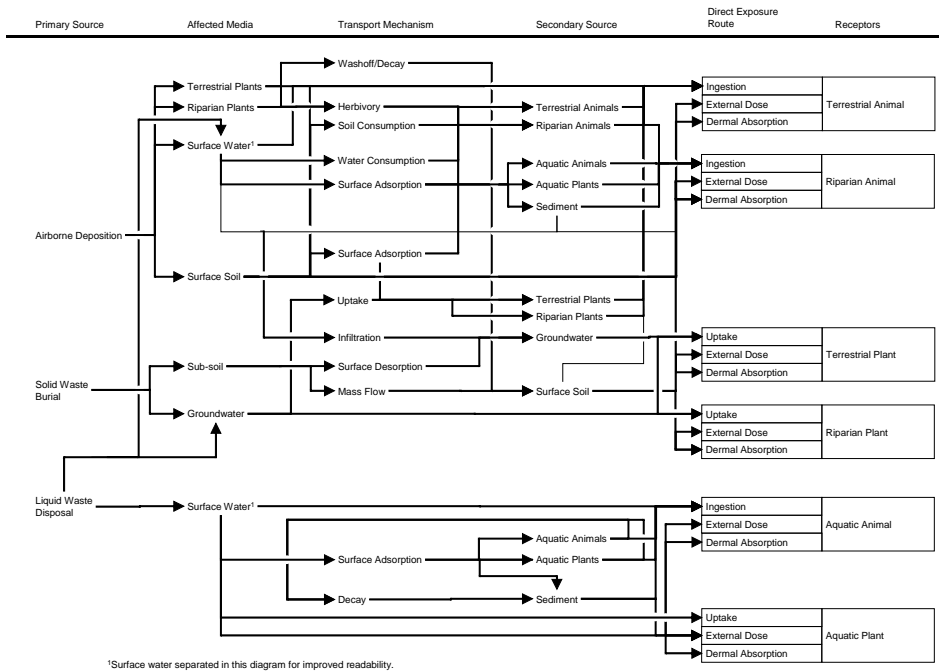 Primary Source
Affected Media
Transport Mechanism
Secondary Source
Direct Exposure
Route
Receptors
Washoff/Decay
Terrestrial Plants
Ingestion
Riparian Plants
Herbivory
Terrestrial Animals
External Dose
Terrestrial Animal
Soil Consumption
Riparian Animals
Dermal Absorption
Surface Water¹
Water Consumption
Aquatic Animals
Ingestion
Surface Adsorption
Aquatic Plants
External Dose
Riparian Animal
Sediment
Dermal Absorption
Airborne Deposition
Surface Adsorption
Surface Soil
Uptake
Terrestrial Plants
Riparian Plants
Infiltration
Groundwater
Uptake
External Dose
Terrestrial Plant
Sub-soil
Surface Desorption
Dermal Absorption
Solid Waste
Burial
Mass Flow
Surface Soil
Groundwater
Uptake
External Dose
Riparian Plant
Dermal Absorption
Liquid Waste
Disposal
Surface Water¹
Ingestion
External Dose
Aquatic Animal
Aquatic Animals
Dermal Absorption
Surface Adsorption
Aquatic Plants
Decay
Sediment
Uptake
External Dose
Aquatic Plant
Dermal Absorption
¹Surface water separated in this diagram for improved readability.